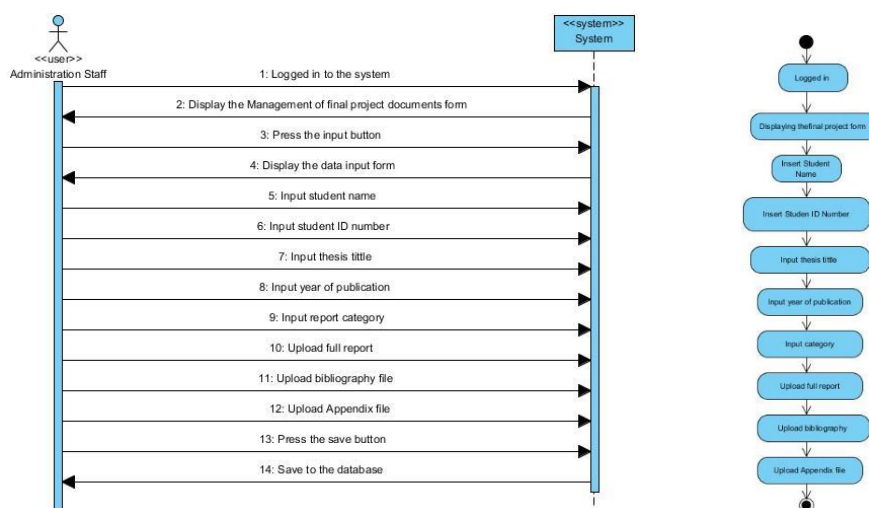 <<user>>
Administration Staff
<<system>>
System
1: Logged in to the system
2: Display the Management of final project documents form
3: Press the input button
4: Display the data input form
5: Input student name
6: Input student ID number
7: Input thesis tittle
8: Input year of publication
9: Input report category
10: Upload full report
11: Upload bibliography file
12: Upload Appendix file
13: Press the save button
14: Save to the database
Logged in
Displaying thefinal project form
Insert Student
Name
Insert Studen ID Number
Input thesis tittle
Input year of publication
Input category
Upload full report
Upload bibliography
Upload Appendix file